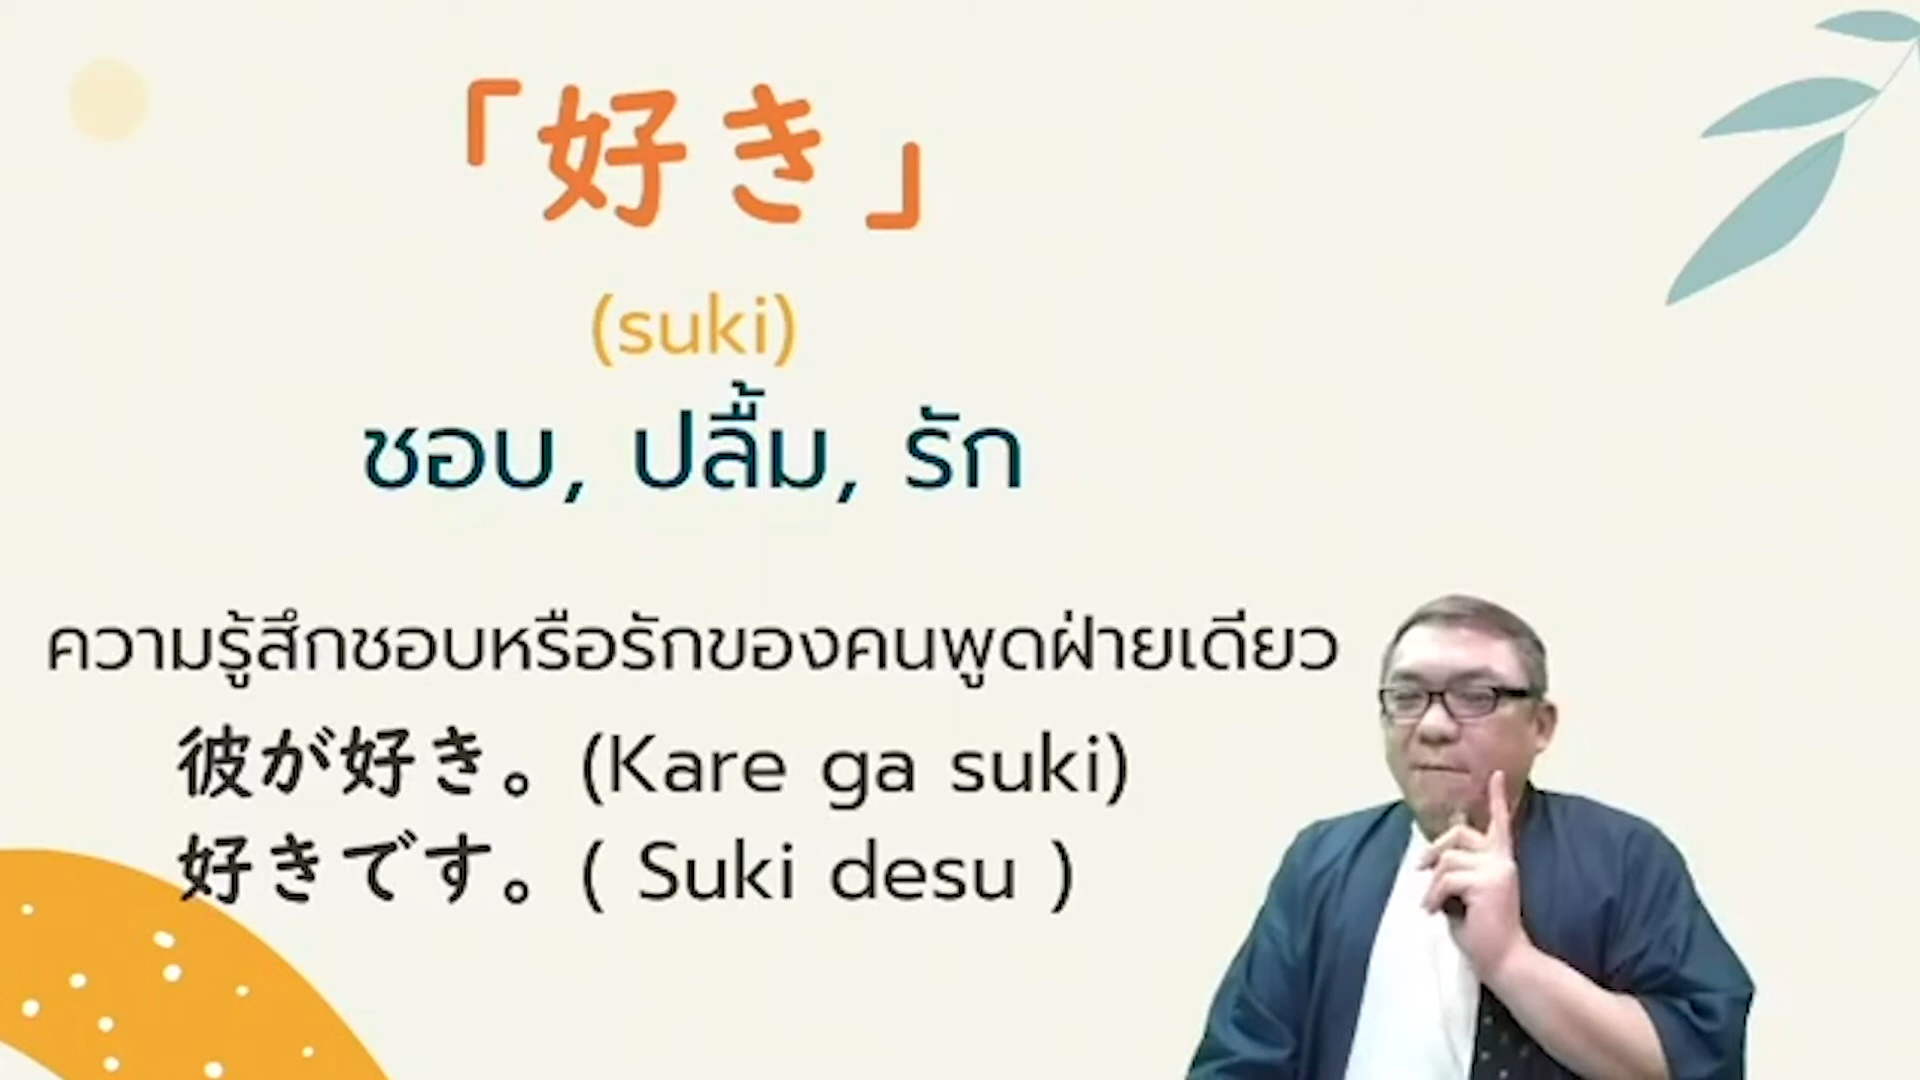 「好き」
(suki)
ชอบ, ปลื้ม, รัก
ความรู้สึกชอบหรือรักของคนพูดฝ่ายเดียว
彼が好き。(Kare ga suki)
好きです。( Suki desu )